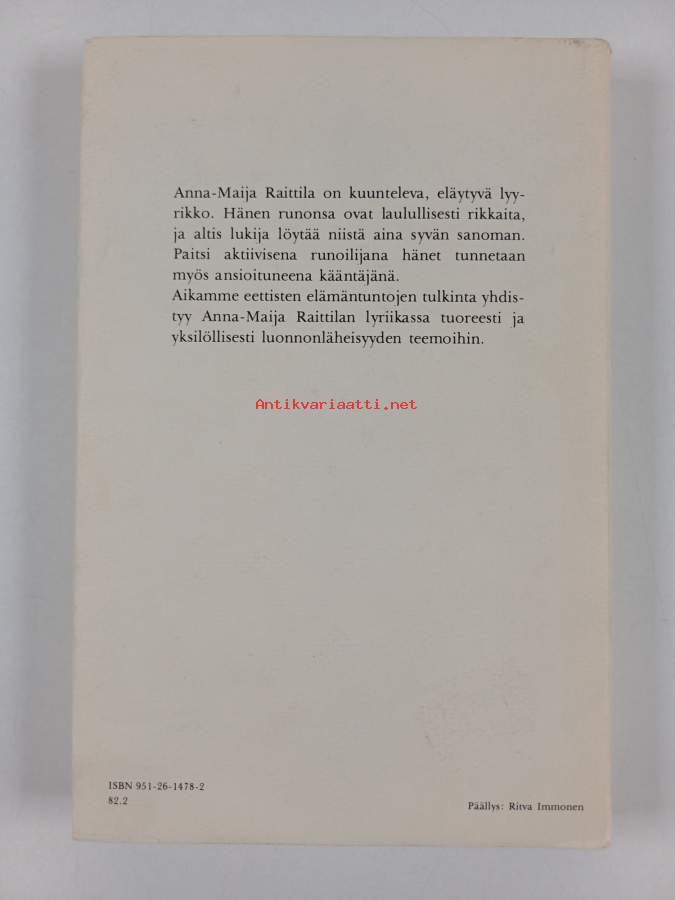 Anna-Maija Raittila on kuunteleva, eläytyvä lyy-
rikko. Hänen runonsa ovat laulullisesti rikkaita,
ja altis lukija löytää niistä aina syvän sanoman.
Paitsi aktiivisena runoilijana hänet tunnetaan
myös ansioituneena kääntäjänä.
Aikamme eettisten elämäntuntojen tulkinta yhdis-
tyy Anna-Maija Raittilan lyriikassa tuoreesti ja
yksilöllisesti luonnonläheisyyden teemoihin.
Antikvariaatti.net
ISBN 951-26-1478-2
82.2
Päällys: Ritva Immonen